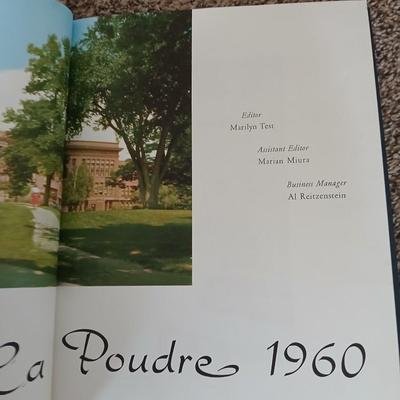 Editor
Marilyn Test
Assistant Editor
Marian Miura
Business Manager
Al Reitzenstein
La Poudre 1960